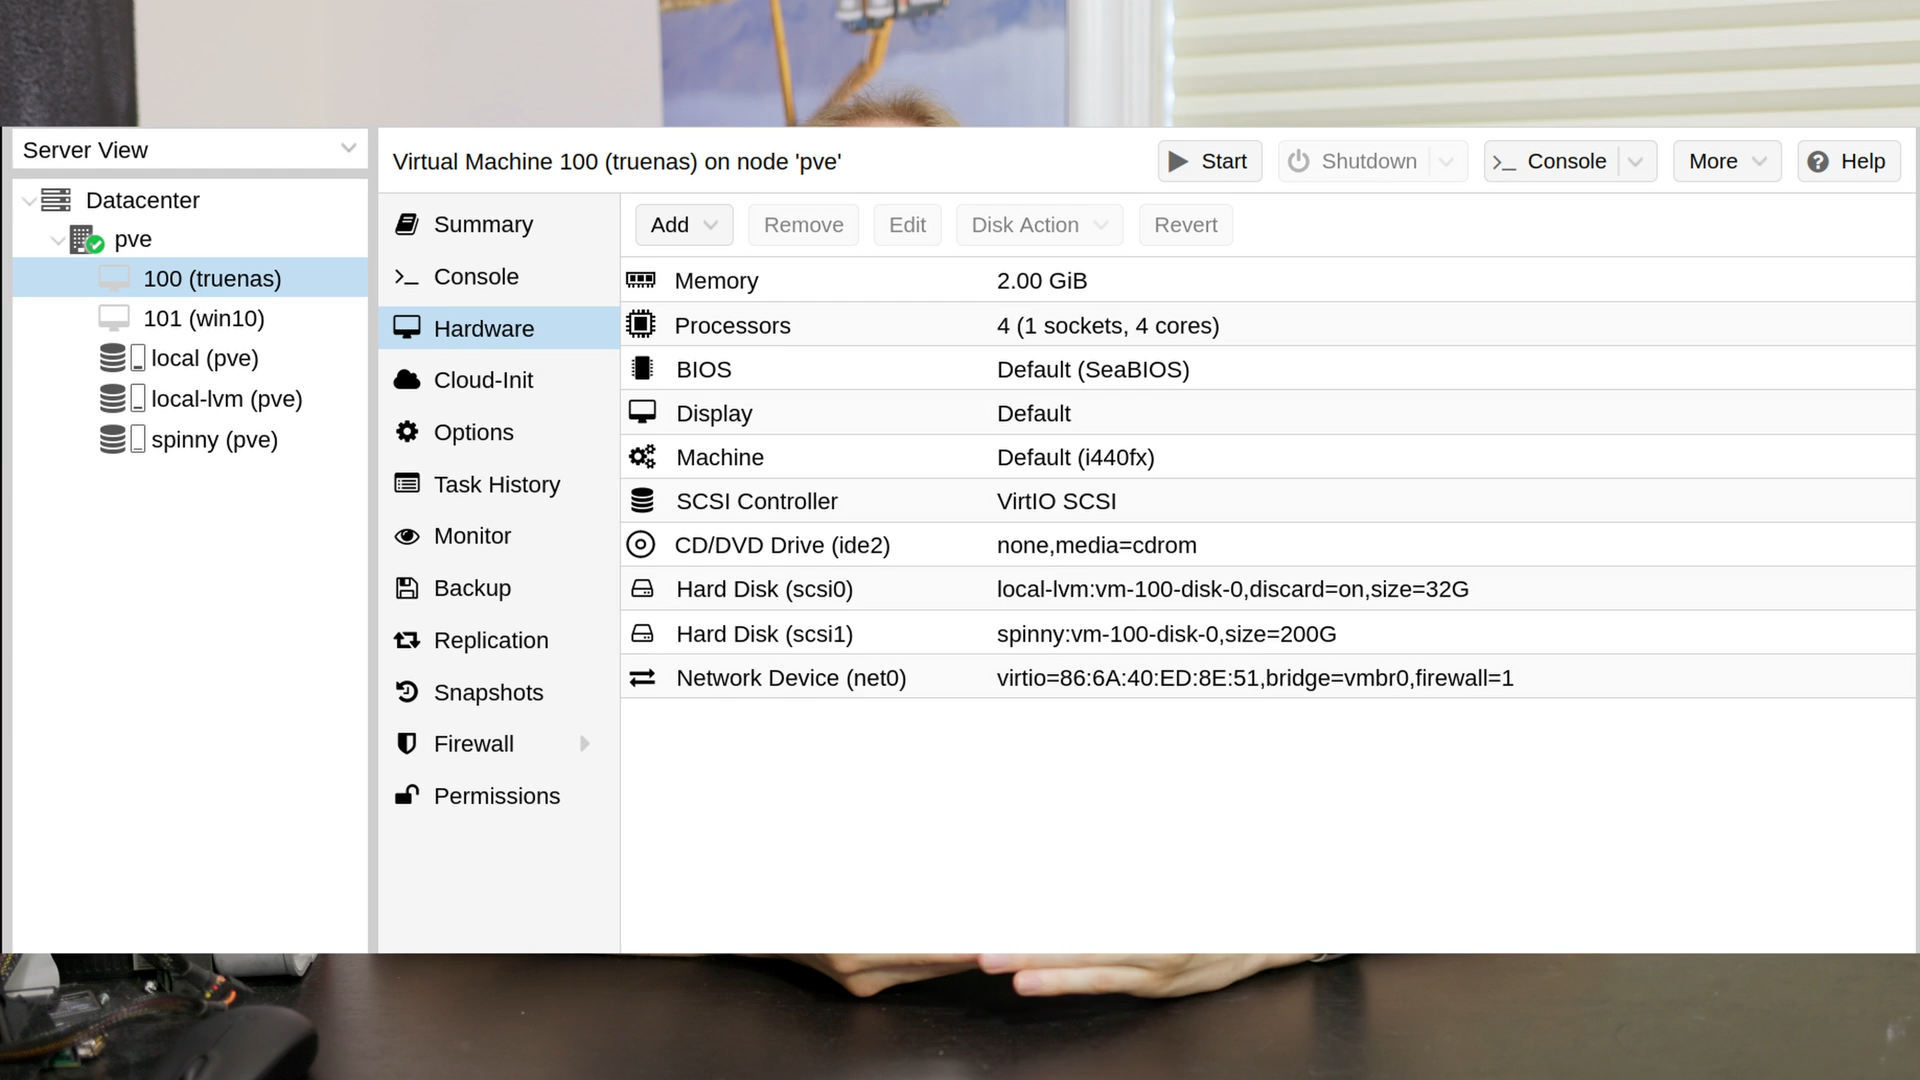 Server View
Datacenter
pve
100 (truenas)
101 (win10)
local (pve)
local-lvm (pve)
spinny (pve)
Virtual Machine 100 (truenas) on node 'pve'
Start
Shutdown
Console
More
Help
Summary
Console
Hardware
Cloud-Init
Options
Task History
Monitor
Backup
Replication
Snapshots
Firewall
Permissions
Add
Remove
Edit
Disk Action
Revert
Memory 2.00 GiB
Processors 4 (1 sockets, 4 cores)
BIOS Default (SeaBIOS)
Display Default
Machine Default (i440fx)
SCSI Controller VirtIO SCSI
CD/DVD Drive (ide2) none,media=cdrom
Hard Disk (scsi0) local-lvm:vm-100-disk-0,discard=on,size=32G
Hard Disk (scsi1) spinny:vm-100-disk-0,size=200G
Network Device (net0) virtio=86:6A:40:ED:8E:51,bridge=vmbr0,firewall=1